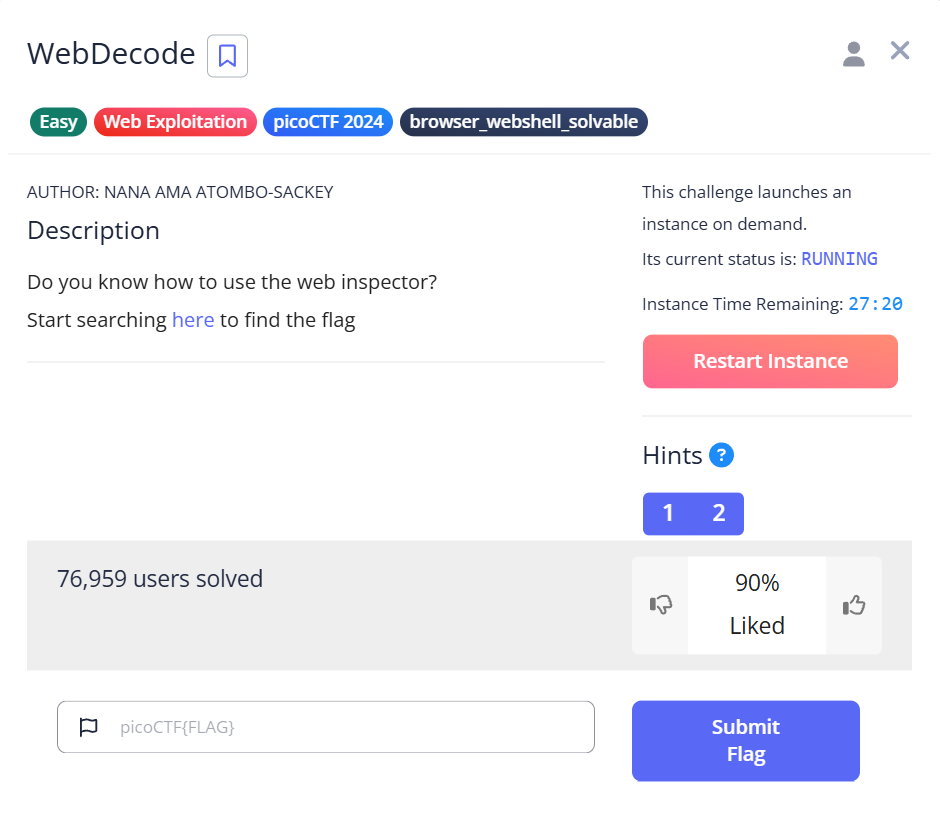 WebDecode
Easy Web Exploitation picoCTF 2024 browser_webshell_solvable
AUTHOR: NANA AMA ATOMBO-SACKEY
Description
Do you know how to use the web inspector?
Start searching here to find the flag
This challenge launches an
instance on demand.
Its current status is: RUNNING
Instance Time Remaining: 27:20
Restart Instance
Hints ?
1 2
76,959 users solved
90%
Liked
picoCTF{FLAG}
Submit
Flag